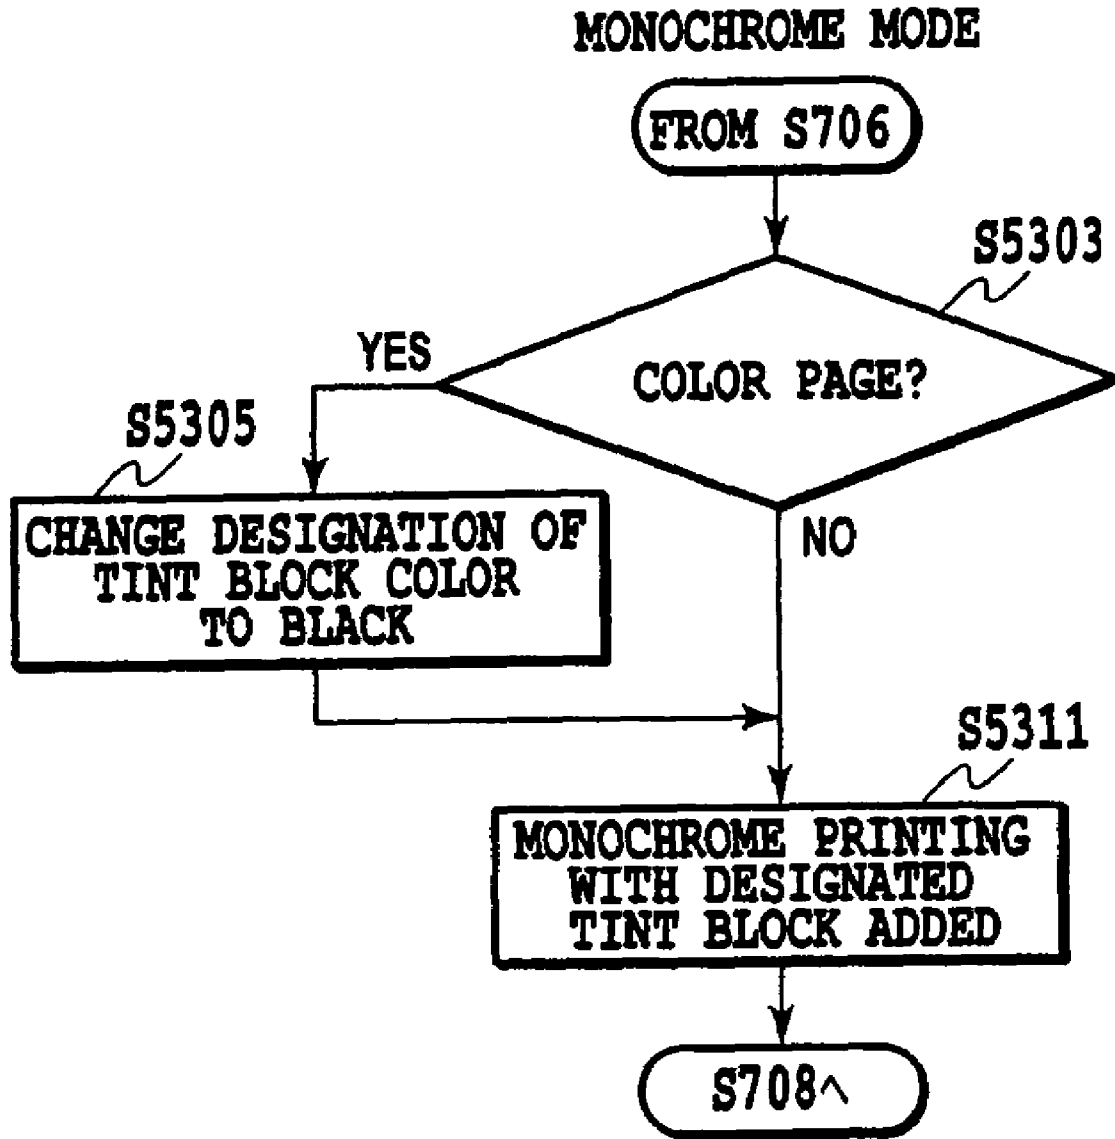 MONOCHROME MODE
FROM S706
S5303
COLOR PAGE?
YES
S5305
CHANGE DESIGNATION OF
TINT BLOCK COLOR
TO BLACK
NO
S5311
MONOCHROME PRINTING
WITH DESIGNATED
TINT BLOCK ADDED
S708へ